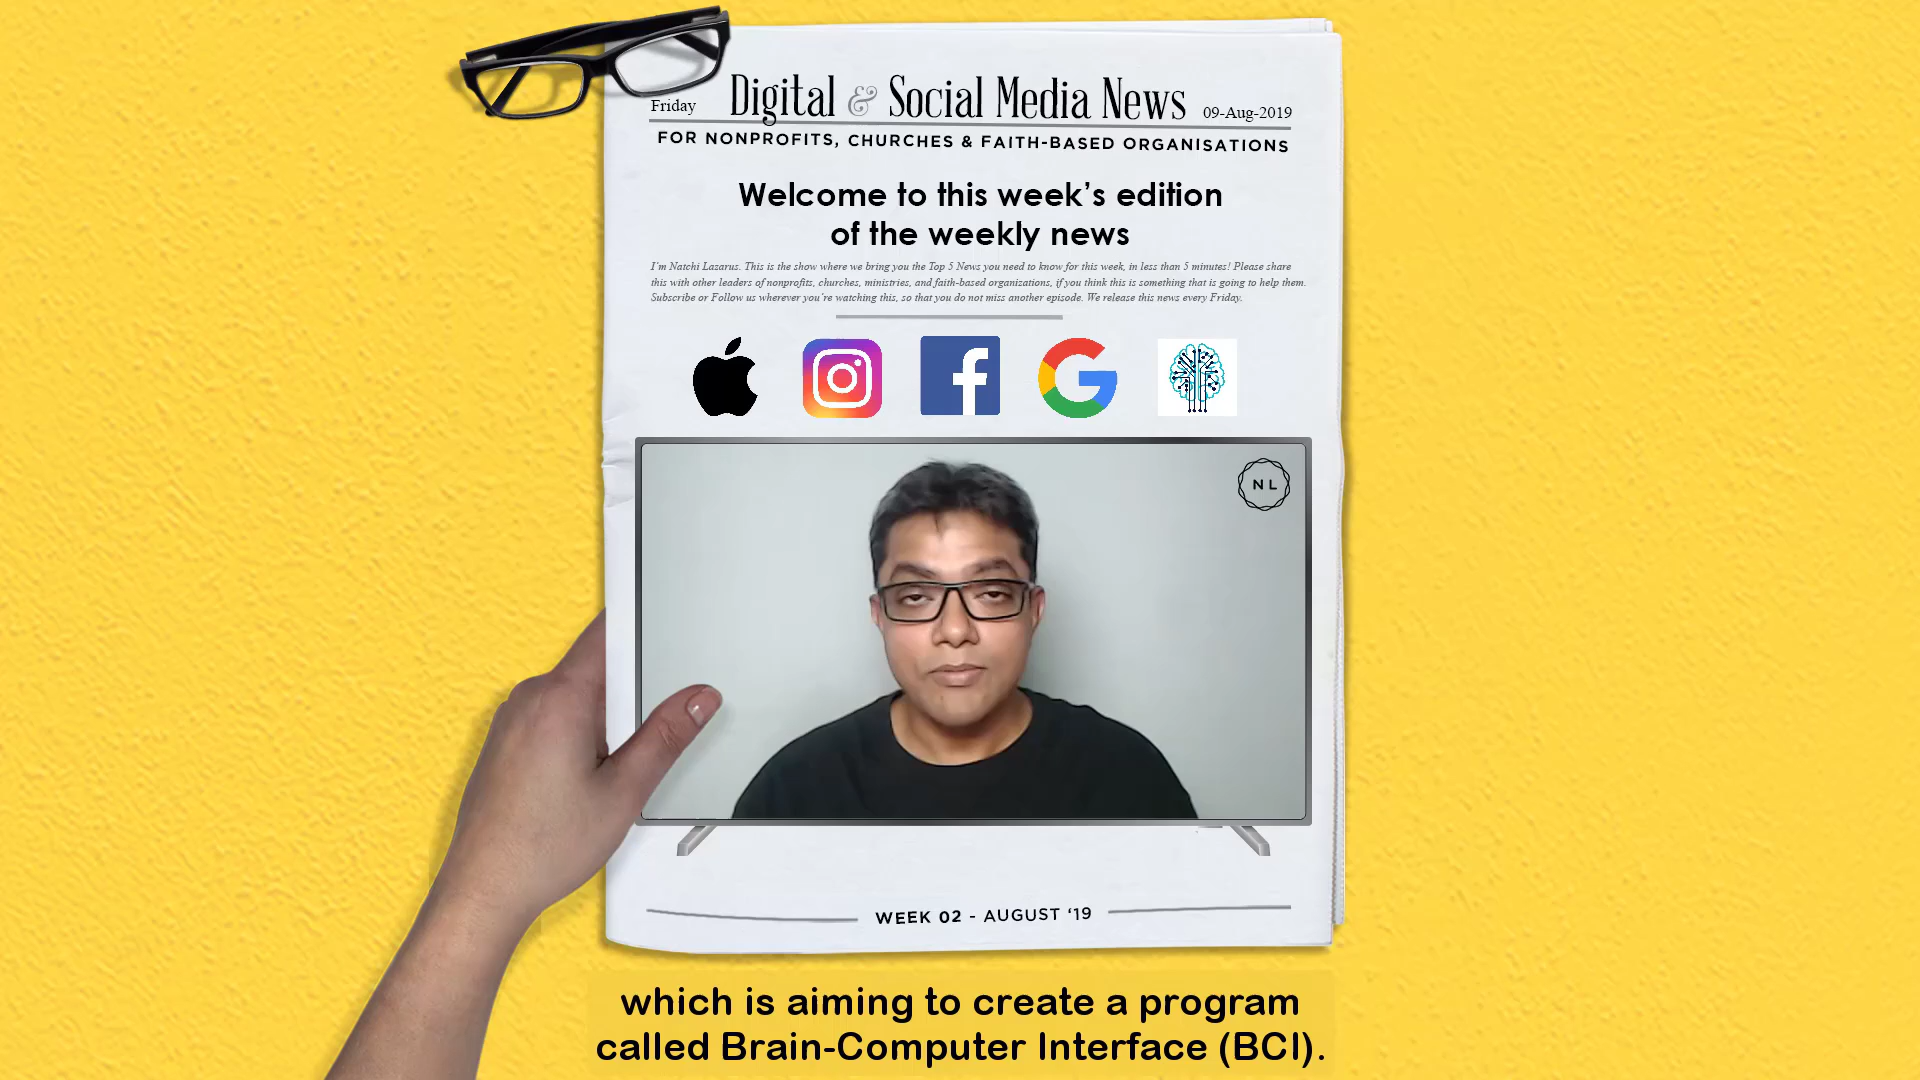 Friday
Digital & Social Media News
09-Aug-2019
FOR NONPROFITS, CHURCHES & FAITH-BASED ORGANISATIONS
Welcome to this week's edition
of the weekly news
I'm Natchi Lazarus. This is the show where we bring you the Top 5 News you need to know for this week, in less than 5 minutes! Please share
this with other leaders of nonprofits, churches, ministries, and faith-based organizations, if you think this is something that is going to help them.
Subscribe or Follow us wherever you're watching this, so that you do not miss another episode. We release this news every Friday.
N L
WEEK 02 - AUGUST '19
which is aiming to create a program
called Brain-Computer Interface (BCI).